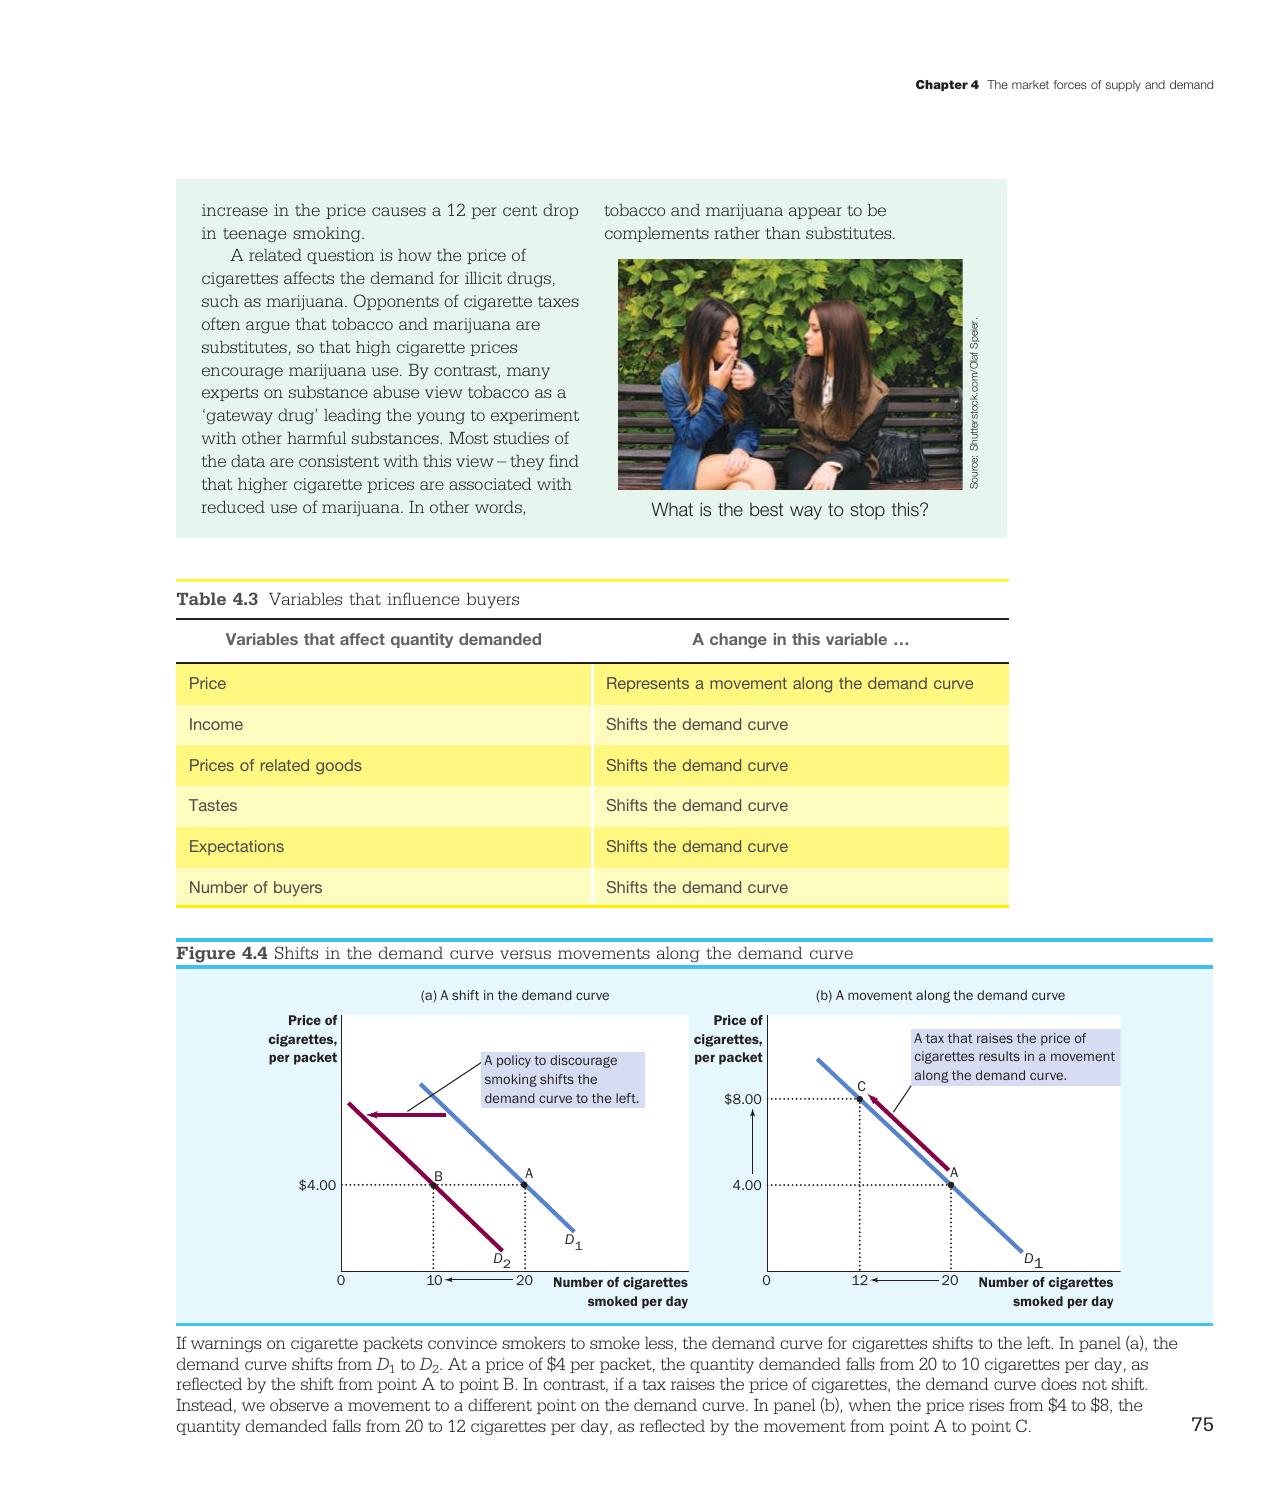 Chapter 4 The market forces of supply and demand
increase in the price causes a 12 per cent drop
in teenage smoking.
A related question is how the price of
cigarettes affects the demand for illicit drugs,
such as marijuana. Opponents of cigarette taxes
often argue that tobacco and marijuana are
substitutes, so that high cigarette prices
encourage marijuana use. By contrast, many
experts on substance abuse view tobacco as a
‘gateway drug’ leading the young to experiment
with other harmful substances. Most studies of
the data are consistent with this view – they find
that higher cigarette prices are associated with
reduced use of marijuana. In other words,
tobacco and marijuana appear to be
complements rather than substitutes.
Source: Shutterstock.com/Olaf Speier.
What is the best way to stop this?
Table 4.3 Variables that influence buyers
Variables that affect quantity demanded A change in this variable …
Price Represents a movement along the demand curve
Income Shifts the demand curve
Prices of related goods Shifts the demand curve
Tastes Shifts the demand curve
Expectations Shifts the demand curve
Number of buyers Shifts the demand curve
Figure 4.4 Shifts in the demand curve versus movements along the demand curve
(a) A shift in the demand curve
Price of
cigarettes,
per packet
A policy to discourage
smoking shifts the
demand curve to the left.
B
A
$4.00
D1
D2
0 10 20
Number of cigarettes
smoked per day
(b) A movement along the demand curve
Price of
cigarettes,
per packet
A tax that raises the price of
cigarettes results in a movement
along the demand curve.
C
$8.00
A
4.00
D1
0 12 20
Number of cigarettes
smoked per day
If warnings on cigarette packets convince smokers to smoke less, the demand curve for cigarettes shifts to the left. In panel (a), the
demand curve shifts from D1 to D2. At a price of $4 per packet, the quantity demanded falls from 20 to 10 cigarettes per day, as
reflected by the shift from point A to point B. In contrast, if a tax raises the price of cigarettes, the demand curve does not shift.
Instead, we observe a movement to a different point on the demand curve. In panel (b), when the price rises from $4 to $8, the
quantity demanded falls from 20 to 12 cigarettes per day, as reflected by the movement from point A to point C.
75